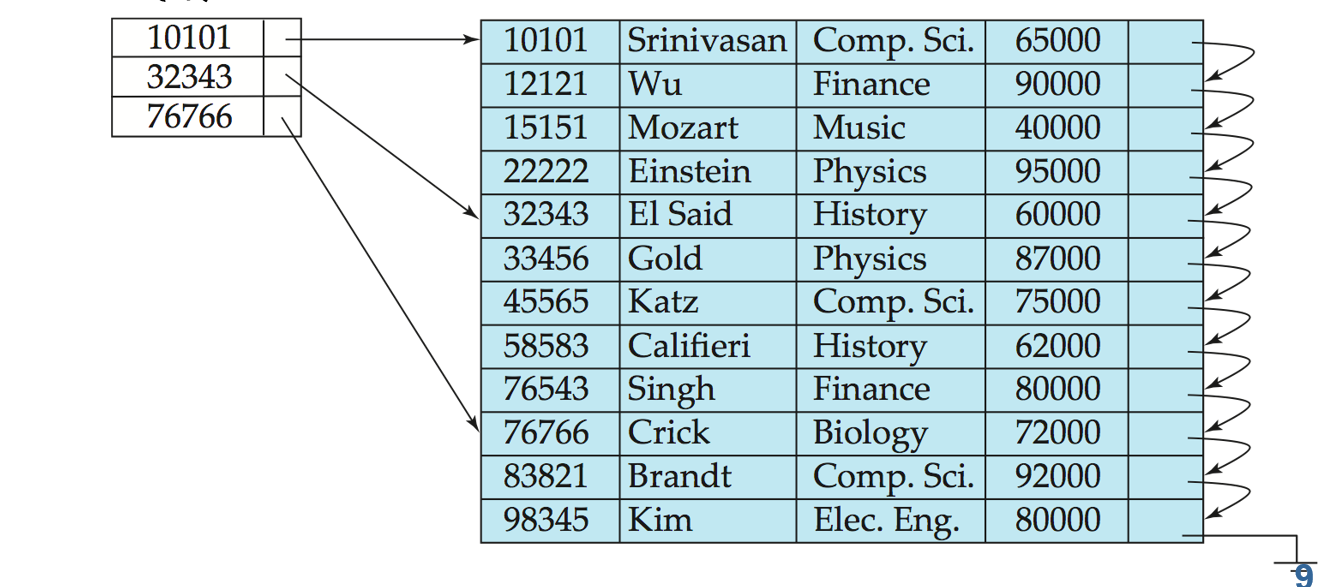 10101
32343
76766
10101 Srinivasan Comp. Sci. 65000
12121 Wu Finance 90000
15151 Mozart Music 40000
22222 Einstein Physics 95000
32343 El Said History 60000
33456 Gold Physics 87000
45565 Katz Comp. Sci. 75000
58583 Califieri History 62000
76543 Singh Finance 80000
76766 Crick Biology 72000
83821 Brandt Comp. Sci. 92000
98345 Kim Elec. Eng. 80000
9